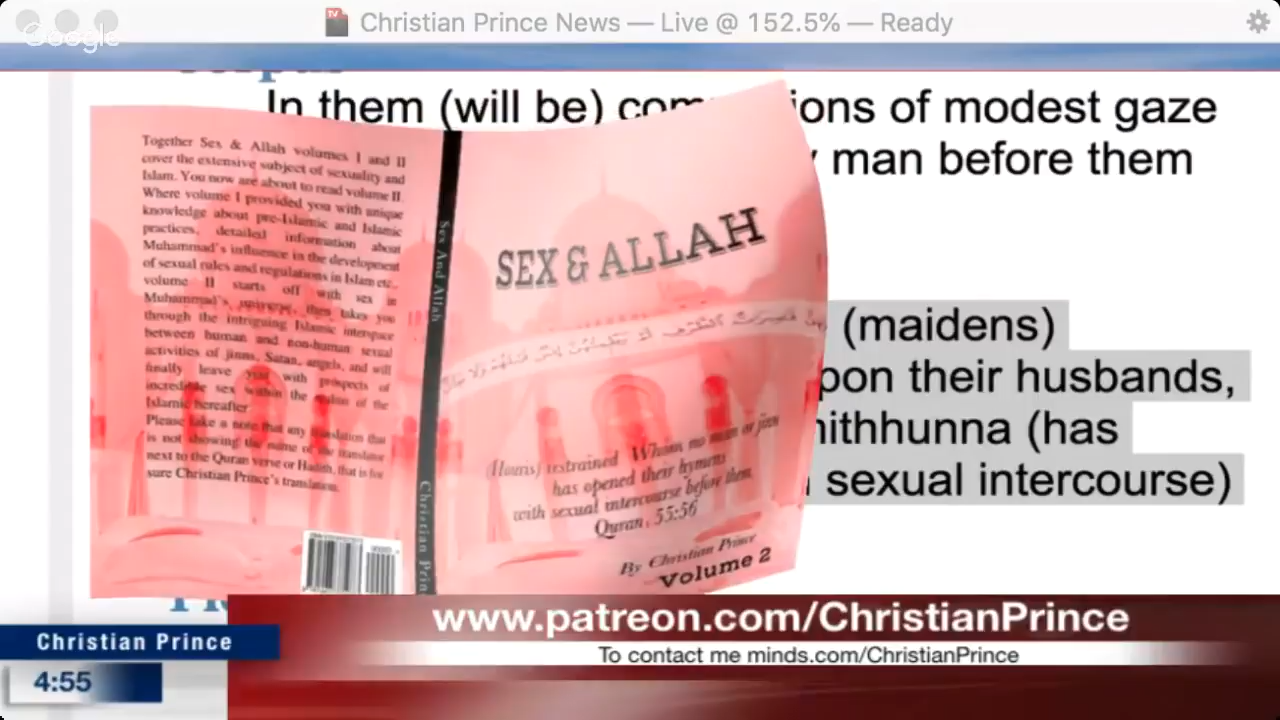 Christian Prince News — Live @ 152.5% — Ready
Google
In them (will be) com ions of modest gaze
man before them
(maidens)
pon their husbands,
ithhunna (has
sexual intercourse)
Together Sex & Allah volumes I and II
cover the extensive subject of sexuality and
Islam. You now are about to read volume II.
Where volume I provided you with unique
knowledge about pre-Islamic and Islamic
practices, detailed information about
Muhammad's influence in the development
of sexual rules and regulations in Islam etc.,
volume II starts off with sex in
Muhammad's universe, then takes you
through the intriguing Islamic interspace
between human and non-human sexual
activities of jinns, Satan, angels, and will
finally leave you with prospects of
incredible sex within the realm of the
Islamic hereafter.
Please take a note that any translation that
is not showing the name of the translator
next to the Quran verse or Hadith, that is for
sure Christian Prince's translation.
Sex And Allah
Christian Prin
SEX & ALLAH
(Houris) restrained Whom no man or jinn
has opened their hymens
with sexual intercourse before them.
Quran, 55:56
By Christian Prince
Volume 2
www.patreon.com/ChristianPrince
To contact me minds.com/ChristianPrince
Christian Prince
4:55